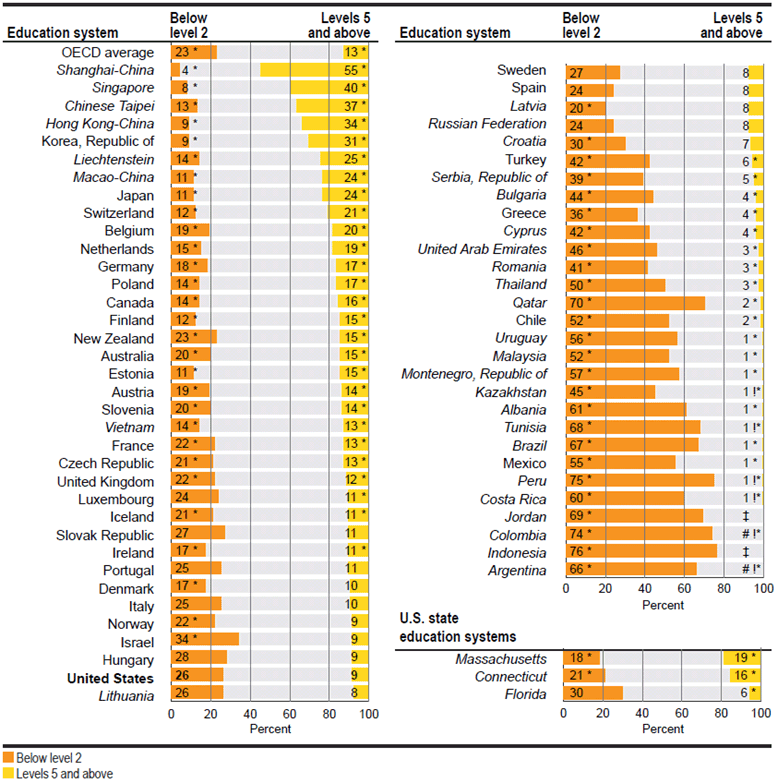 Education system Below level 2 Levels 5 and above
OECD average 23 * 13 *
Shanghai-China 4 * 55 *
Singapore 8 * 40 *
Chinese Taipei 13 * 37 *
Hong Kong-China 9 * 34 *
Korea, Republic of 9 * 31 *
Liechtenstein 14 * 25 *
Macao-China 11 * 24 *
Japan 11 * 24 *
Switzerland 12 * 21 *
Belgium 19 * 20 *
Netherlands 15 * 19 *
Germany 18 * 17 *
Poland 14 * 17 *
Canada 14 * 16 *
Finland 12 * 15 *
New Zealand 23 * 15 *
Australia 20 * 15 *
Estonia 11 * 15 *
Austria 19 * 14 *
Slovenia 20 * 14 *
Vietnam 14 * 13 *
France 22 * 13 *
Czech Republic 21 * 13 *
United Kingdom 22 * 12 *
Luxembourg 24 11 *
Iceland 21 * 11 *
Slovak Republic 27 11
Ireland 17 * 11 *
Portugal 25 11
Denmark 17 * 10
Italy 25 10
Norway 22 * 9
Israel 34 * 9
Hungary 28 9
United States 26 9
Lithuania 26 8
0 20 40 60 80 100
Percent
Education system Below level 2 Levels 5 and above
Sweden 27 8
Spain 24 8
Latvia 20 * 8
Russian Federation 24 8
Croatia 30 * 7
Turkey 42 * 6 *
Serbia, Republic of 39 * 5 *
Bulgaria 44 * 4 *
Greece 36 * 4 *
Cyprus 42 * 4 *
United Arab Emirates 46 * 3 *
Romania 41 * 3 *
Thailand 50 * 3 *
Qatar 70 * 2 *
Chile 52 * 2 *
Uruguay 56 * 1 *
Malaysia 52 * 1 *
Montenegro, Republic of 57 * 1 *
Kazakhstan 45 * 1 !*
Albania 61 * 1 *
Tunisia 68 * 1 !*
Brazil 67 * 1 *
Mexico 55 * 1 *
Peru 75 * 1 !*
Costa Rica 60 * 1 !*
Jordan 69 * ‡
Colombia 74 * # !*
Indonesia 76 * ‡
Argentina 66 * # !*
0 20 40 60 80 100
Percent
U.S. state
education systems
Massachusetts 18 * 19 *
Connecticut 21 * 16 *
Florida 30 6 *
0 20 40 60 80 100
Percent
Below level 2
Levels 5 and above